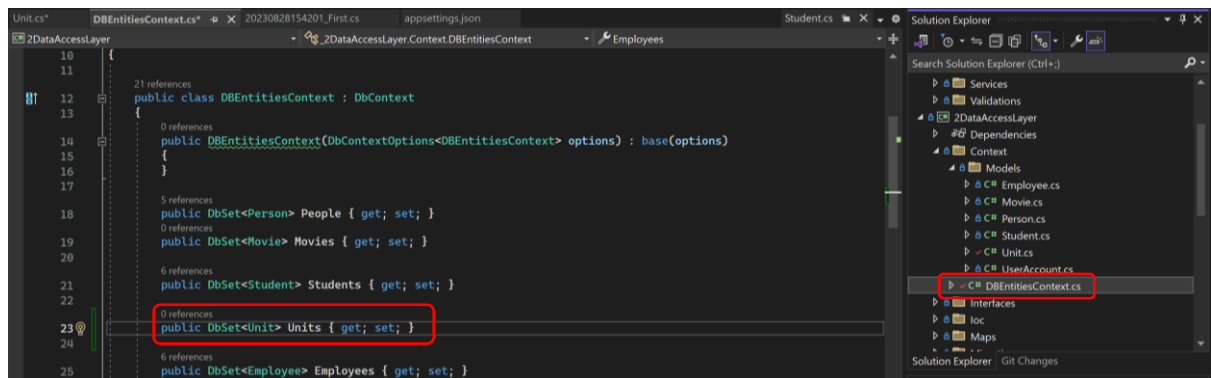 Unit.cs*
DBEntitiesContext.cs*
20230828154201_First.cs
appsettings.json
Student.cs
2DataAccessLayer
_2DataAccessLayer.Context.DBEntitiesContext
Employees
10 {
11
21 references
12 public class DBEntitiesContext : DbContext
13 {
0 references
14 public DBEntitiesContext(DbContextOptions<DBEntitiesContext> options) : base(options)
15 {
16 }
17
5 references
18 public DbSet<Person> People { get; set; }
0 references
19 public DbSet<Movie> Movies { get; set; }
20
6 references
21 public DbSet<Student> Students { get; set; }
22
0 references
23 public DbSet<Unit> Units { get; set; }
24
6 references
25 public DbSet<Employee> Employees { get; set; }
Solution Explorer
Search Solution Explorer (Ctrl+;)
Services
Validations
C# 2DataAccessLayer
Dependencies
Context
Models
C# Employee.cs
C# Movie.cs
C# Person.cs
C# Student.cs
C# Unit.cs
C# UserAccount.cs
C# DBEntitiesContext.cs
Interfaces
Ioc
Maps
Solution Explorer Git Changes